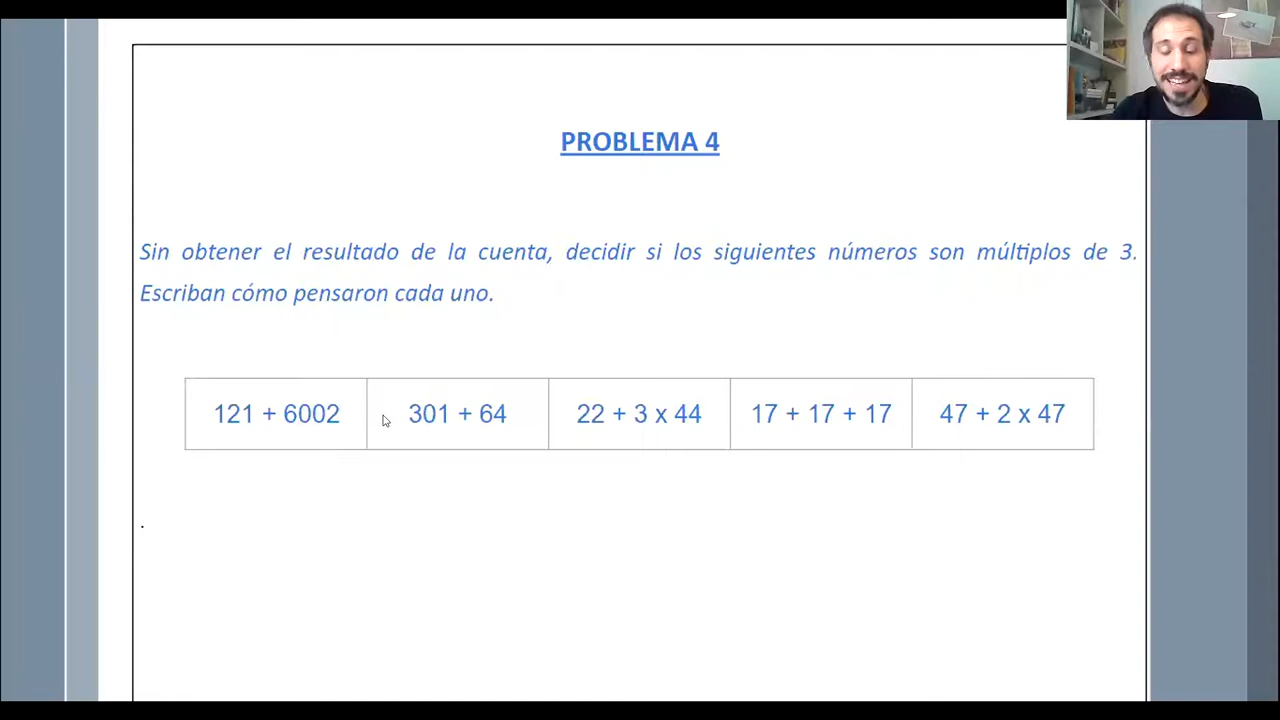 PROBLEMA 4
Sin obtener el resultado de la cuenta, decidir si los siguientes números son múltiplos de 3.
Escriban cómo pensaron cada uno.
121 + 6002
301 + 64
22 + 3 x 44
17 + 17 + 17
47 + 2 x 47
.